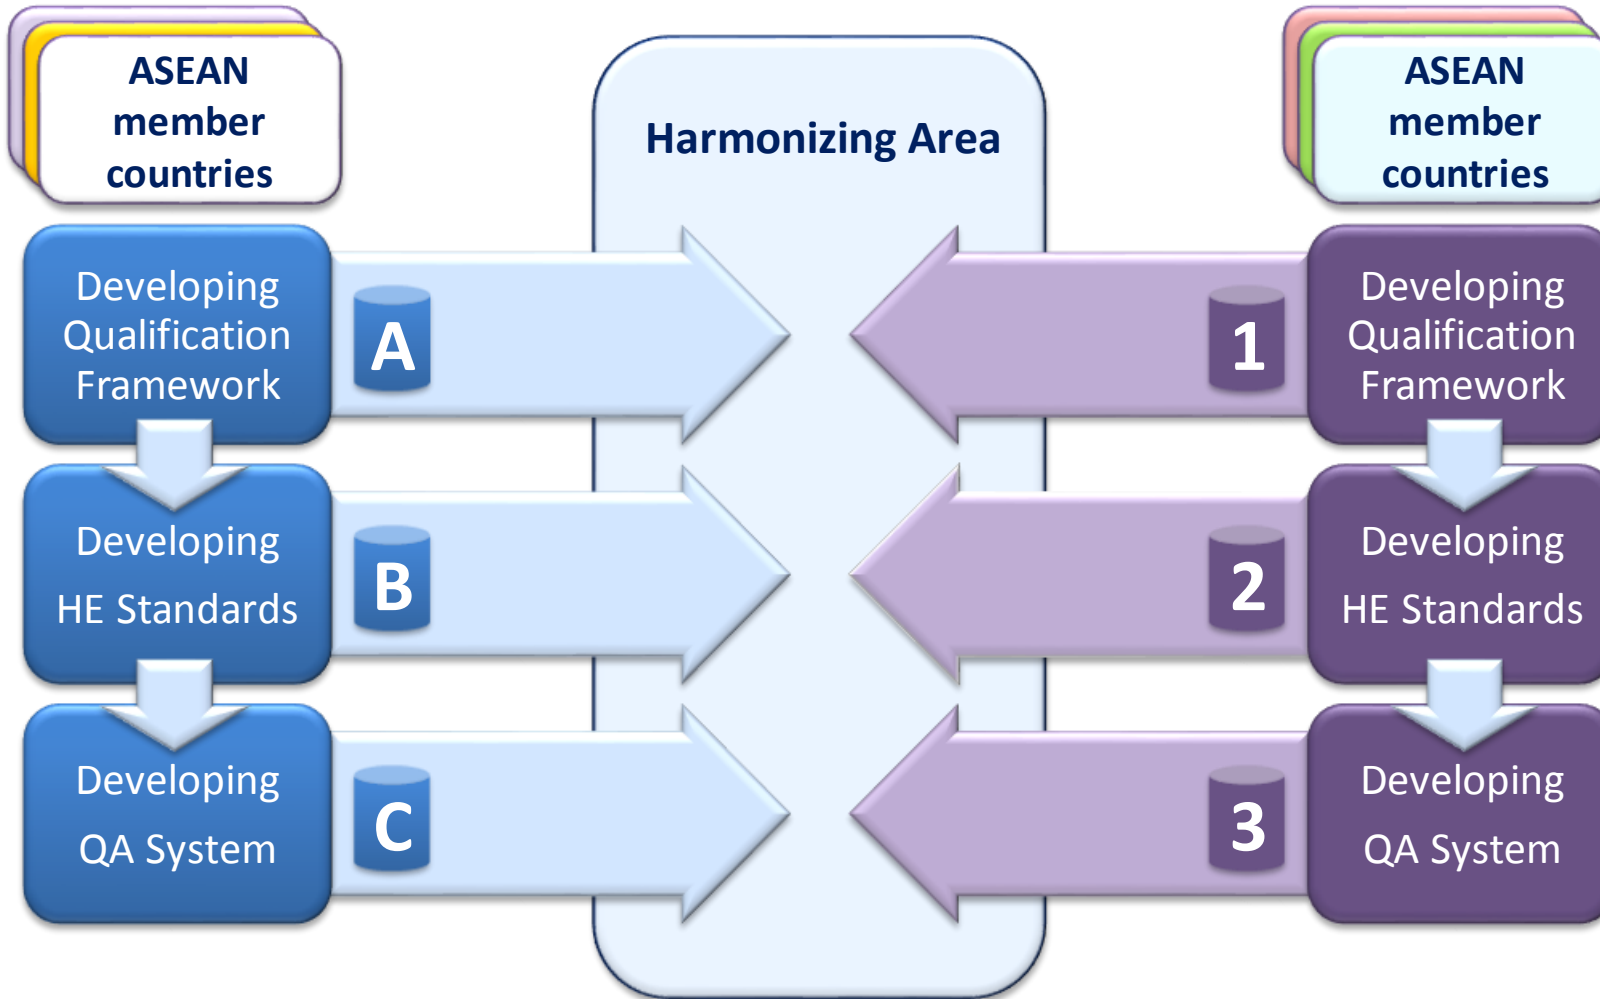 ASEAN
member
countries
Harmonizing Area
ASEAN
member
countries
Developing
Qualification
Framework
A
1
Developing
Qualification
Framework
Developing
HE Standards
B
2
Developing
HE Standards
Developing
QA System
C
3
Developing
QA System